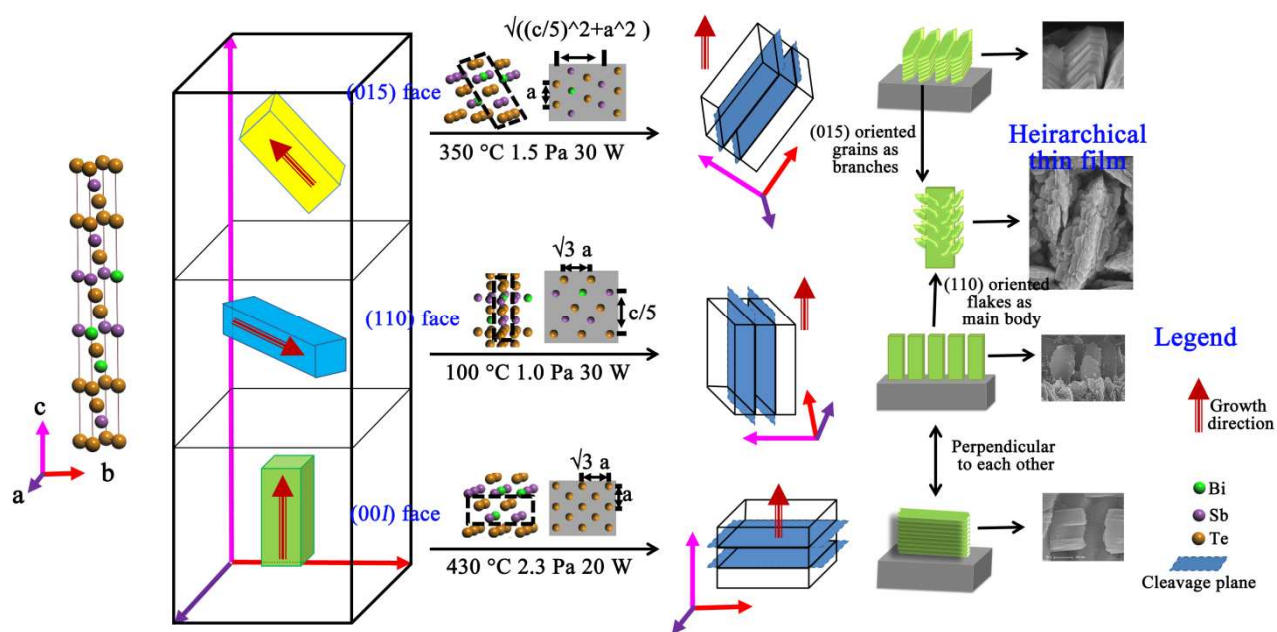 c
b
a
(015) face
(110) face
(00l) face
√((c/5)^2+a^2 )
a
350 °C 1.5 Pa 30 W
√3 a
c/5
100 °C 1.0 Pa 30 W
√3 a
a
430 °C 2.3 Pa 20 W
(015) oriented
grains as
branches
Heirarchical
thin film
(110) oriented
flakes as
main body
Perpendicular
to each other
Legend
Growth
direction
Bi
Sb
Te
Cleavage plane